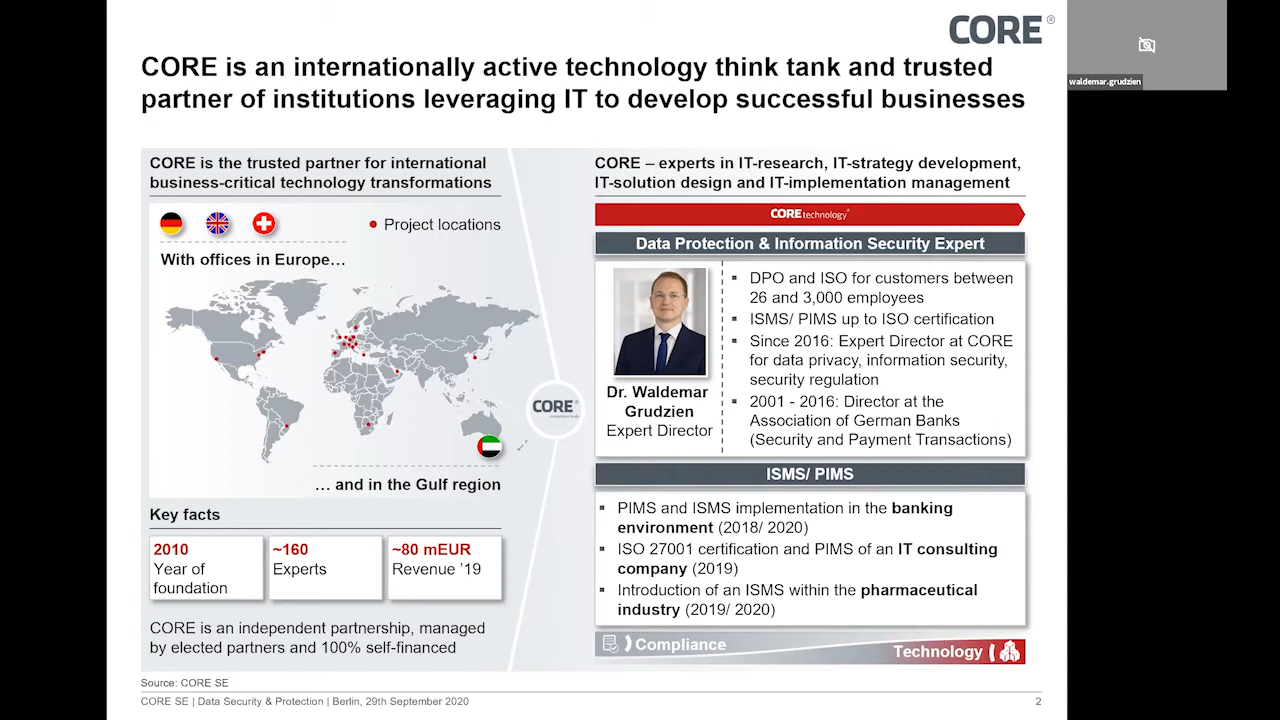 CORE®
waldemar.grudzien
CORE is an internationally active technology think tank and trusted
partner of institutions leveraging IT to develop successful businesses
CORE is the trusted partner for international
business-critical technology transformations
Project locations
With offices in Europe…
… and in the Gulf region
Key facts
2010
Year of
foundation
~160
Experts
~80 mEUR
Revenue ’19
CORE is an independent partnership, managed
by elected partners and 100% self-financed
CORE®
CORE – experts in IT-research, IT-strategy development,
IT-solution design and IT-implementation management
COREtechnology®
Data Protection & Information Security Expert
Dr. Waldemar
Grudzien
Expert Director
▪ DPO and ISO for customers between
26 and 3,000 employees
▪ ISMS/ PIMS up to ISO certification
▪ Since 2016: Expert Director at CORE
for data privacy, information security,
security regulation
▪ 2001 - 2016: Director at the
Association of German Banks
(Security and Payment Transactions)
ISMS/ PIMS
▪ PIMS and ISMS implementation in the banking
environment (2018/ 2020)
▪ ISO 27001 certification and PIMS of an IT consulting
company (2019)
▪ Introduction of an ISMS within the pharmaceutical
industry (2019/ 2020)
Compliance
Technology
Source: CORE SE
CORE SE | Data Security & Protection | Berlin, 29th September 2020
2